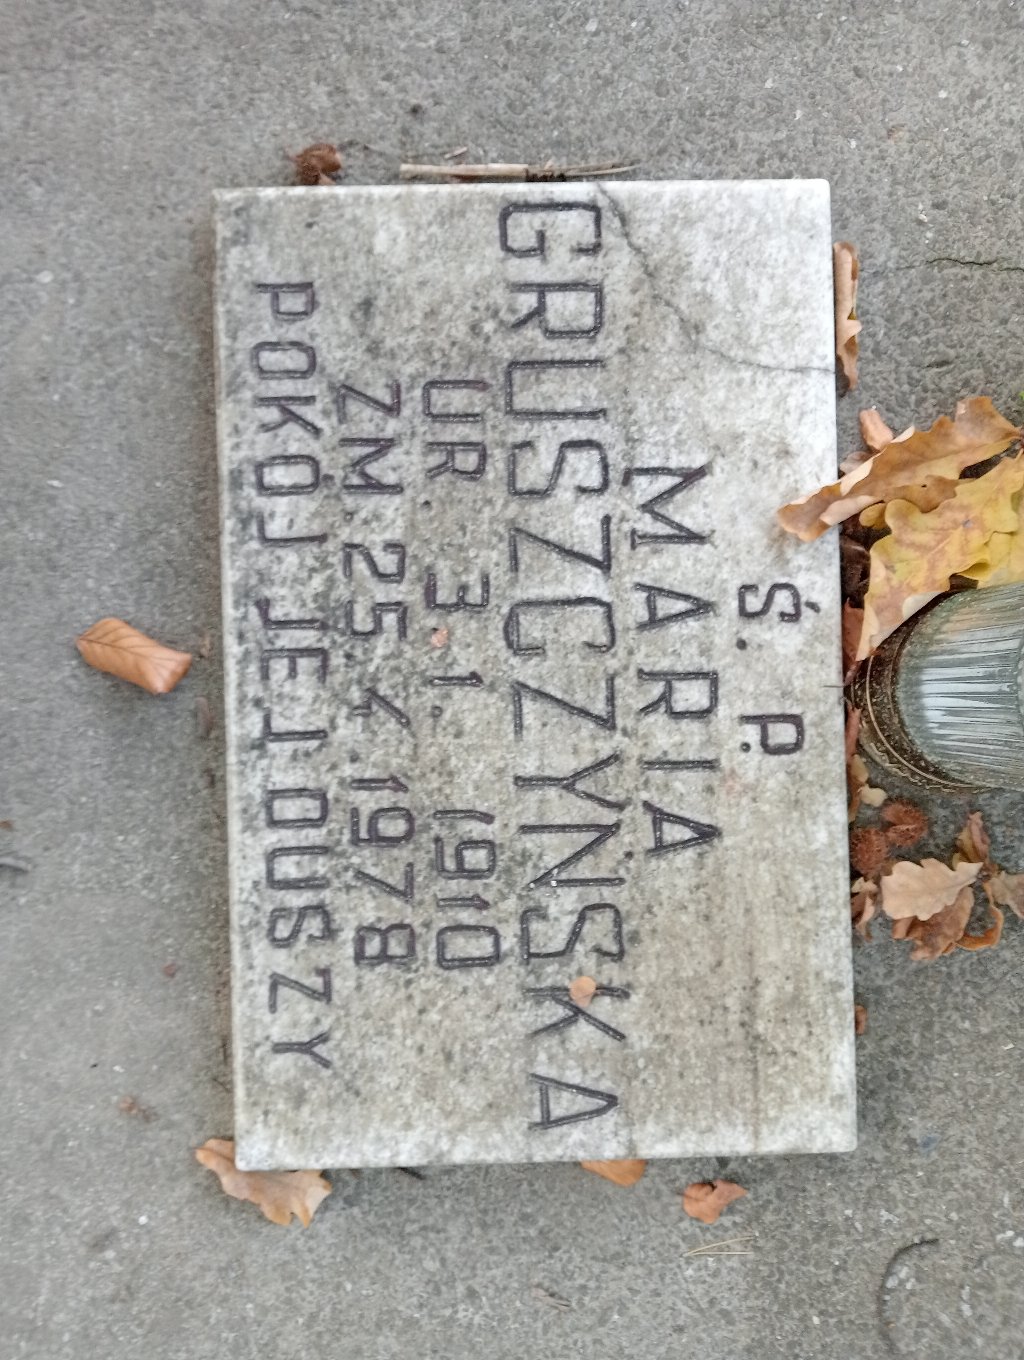 Ś. P.
MARIA
GRUSZCZYŃSKA
UR. 3. 1. 1910
ZM. 25. 4. 1978
POKÓJ JEJ DUSZY